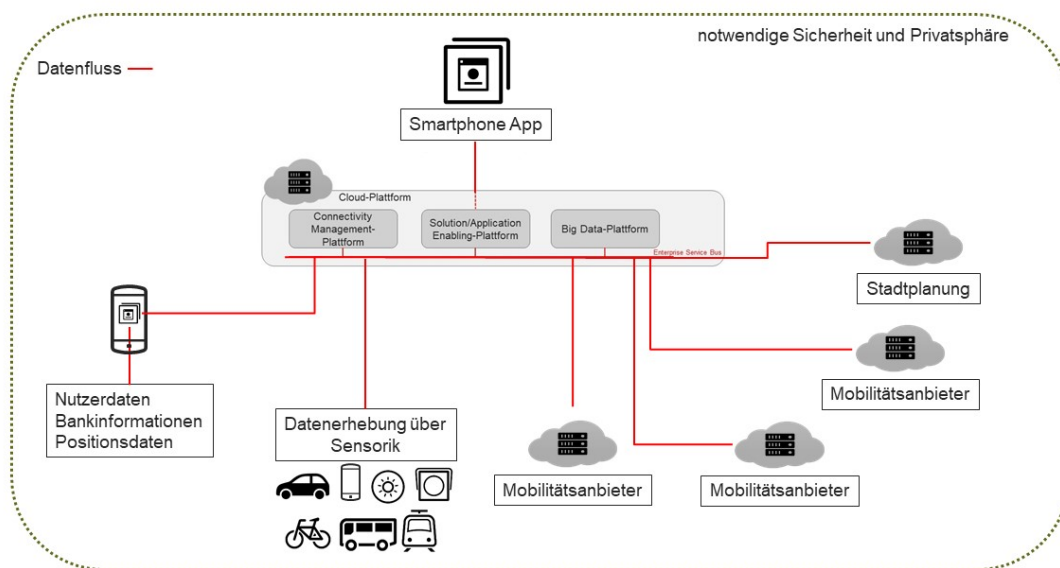 notwendige Sicherheit und Privatsphäre
Datenfluss
Smartphone App
Cloud-Plattform
Connectivity
Management-
Plattform
Solution/Application
Enabling-Plattform
Big Data-Plattform
Enterprise Service Bus
Stadtplanung
Mobilitätsanbieter
Nutzerdaten
Bankinformationen
Positionsdaten
Datenerhebung über
Sensorik
Mobilitätsanbieter
Mobilitätsanbieter